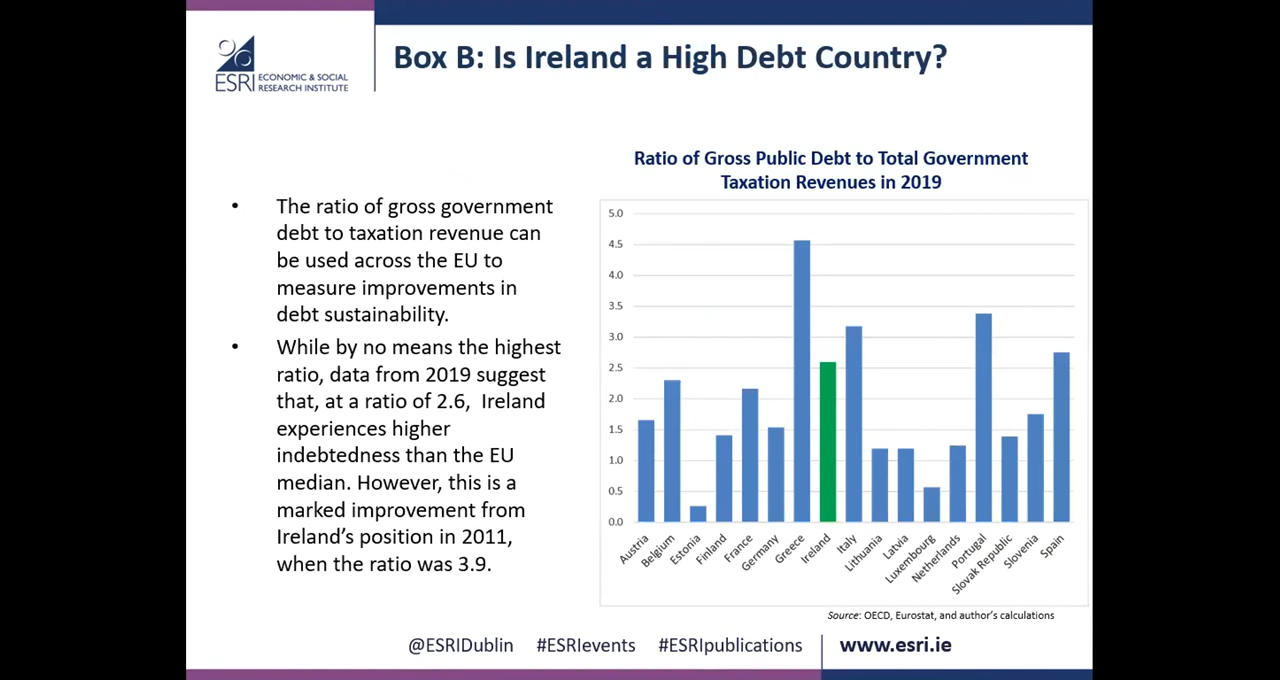 ESRI ECONOMIC & SOCIAL
RESEARCH INSTITUTE
Box B: Is Ireland a High Debt Country?
• The ratio of gross government
debt to taxation revenue can
be used across the EU to
measure improvements in
debt sustainability.
• While by no means the highest
ratio, data from 2019 suggest
that, at a ratio of 2.6, Ireland
experiences higher
indebtedness than the EU
median. However, this is a
marked improvement from
Ireland’s position in 2011,
when the ratio was 3.9.
Ratio of Gross Public Debt to Total Government
Taxation Revenues in 2019
5.0
4.5
4.0
3.5
3.0
2.5
2.0
1.5
1.0
0.5
0.0
Austria
Belgium
Estonia
Finland
France
Germany
Greece
Ireland
Italy
Lithuania
Latvia
Luxembourg
Netherlands
Portugal
Slovak Republic
Slovenia
Spain
Source: OECD, Eurostat, and author’s calculations
@ESRIDublin #ESRIevents #ESRIpublications www.esri.ie